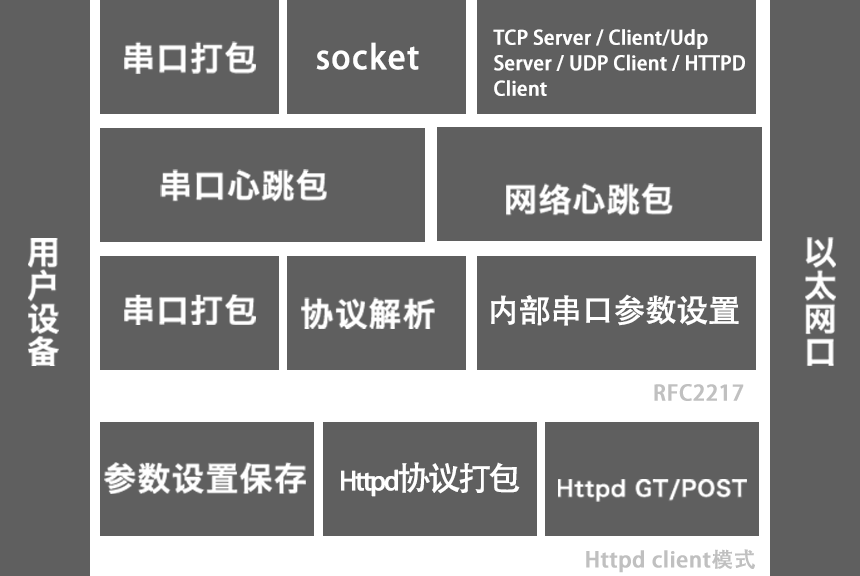 用户设备
串口打包
socket
TCP Server / Client/Udp
Server / UDP Client / HTTPD
Client
串口心跳包
网络心跳包
串口打包
协议解析
内部串口参数设置
RFC2217
参数设置保存
Httpd协议打包
Httpd GT/POST
Httpd client模式
以太网口